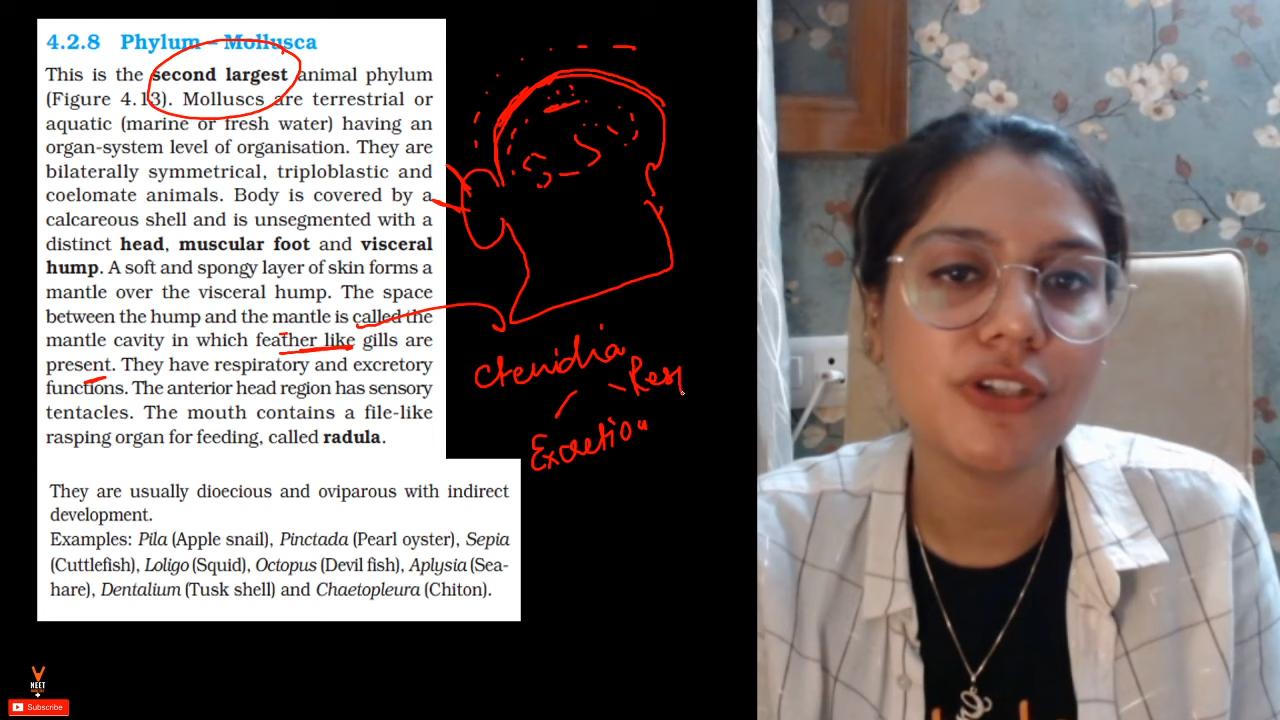 4.2.8 Phylum – Mollusca
This is the second largest animal phylum
(Figure 4.13). Molluscs are terrestrial or
aquatic (marine or fresh water) having an
organ-system level of organisation. They are
bilaterally symmetrical, triploblastic and
coelomate animals. Body is covered by a
calcareous shell and is unsegmented with a
distinct head, muscular foot and visceral
hump. A soft and spongy layer of skin forms a
mantle over the visceral hump. The space
between the hump and the mantle is called the
mantle cavity in which feather like gills are
present. They have respiratory and excretory
functions. The anterior head region has sensory
tentacles. The mouth contains a file-like
rasping organ for feeding, called radula.
They are usually dioecious and oviparous with indirect
development.
Examples: Pila (Apple snail), Pinctada (Pearl oyster), Sepia
(Cuttlefish), Loligo (Squid), Octopus (Devil fish), Aplysia (Sea-
hare), Dentalium (Tusk shell) and Chaetopleura (Chiton).
Ctenidia
Resp
Excretion
NEET
Subscribe